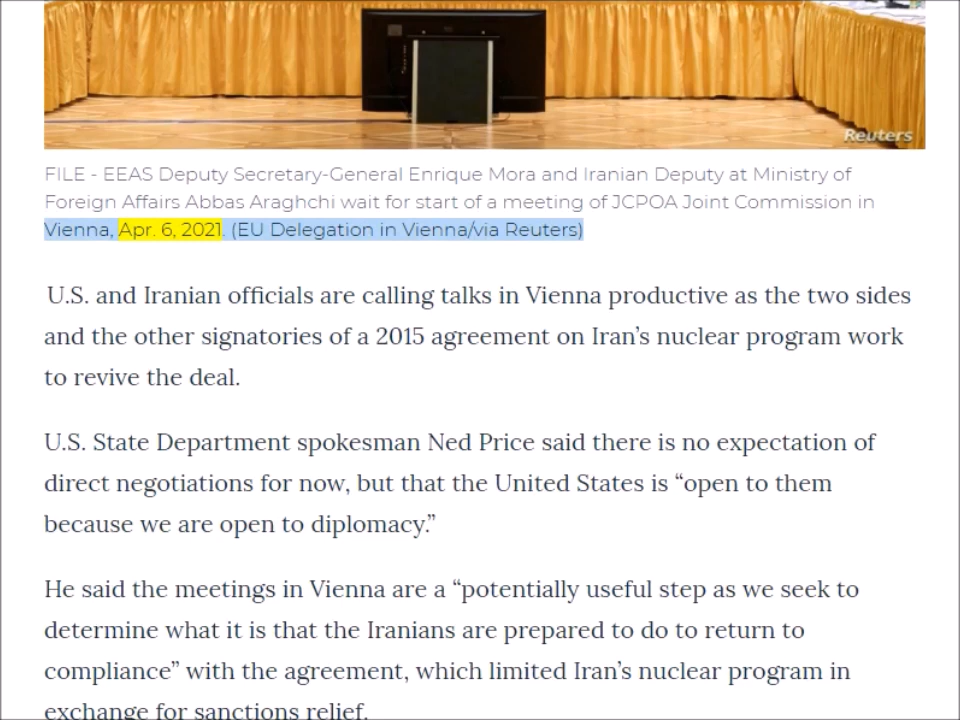 Reuters
FILE - EEAS Deputy Secretary-General Enrique Mora and Iranian Deputy at Ministry of
Foreign Affairs Abbas Araghchi wait for start of a meeting of JCPOA Joint Commission in
Vienna, Apr. 6, 2021. (EU Delegation in Vienna/via Reuters)
U.S. and Iranian officials are calling talks in Vienna productive as the two sides
and the other signatories of a 2015 agreement on Iran’s nuclear program work
to revive the deal.
U.S. State Department spokesman Ned Price said there is no expectation of
direct negotiations for now, but that the United States is “open to them
because we are open to diplomacy.”
He said the meetings in Vienna are a “potentially useful step as we seek to
determine what it is that the Iranians are prepared to do to return to
compliance” with the agreement, which limited Iran’s nuclear program in
exchange for sanctions relief.